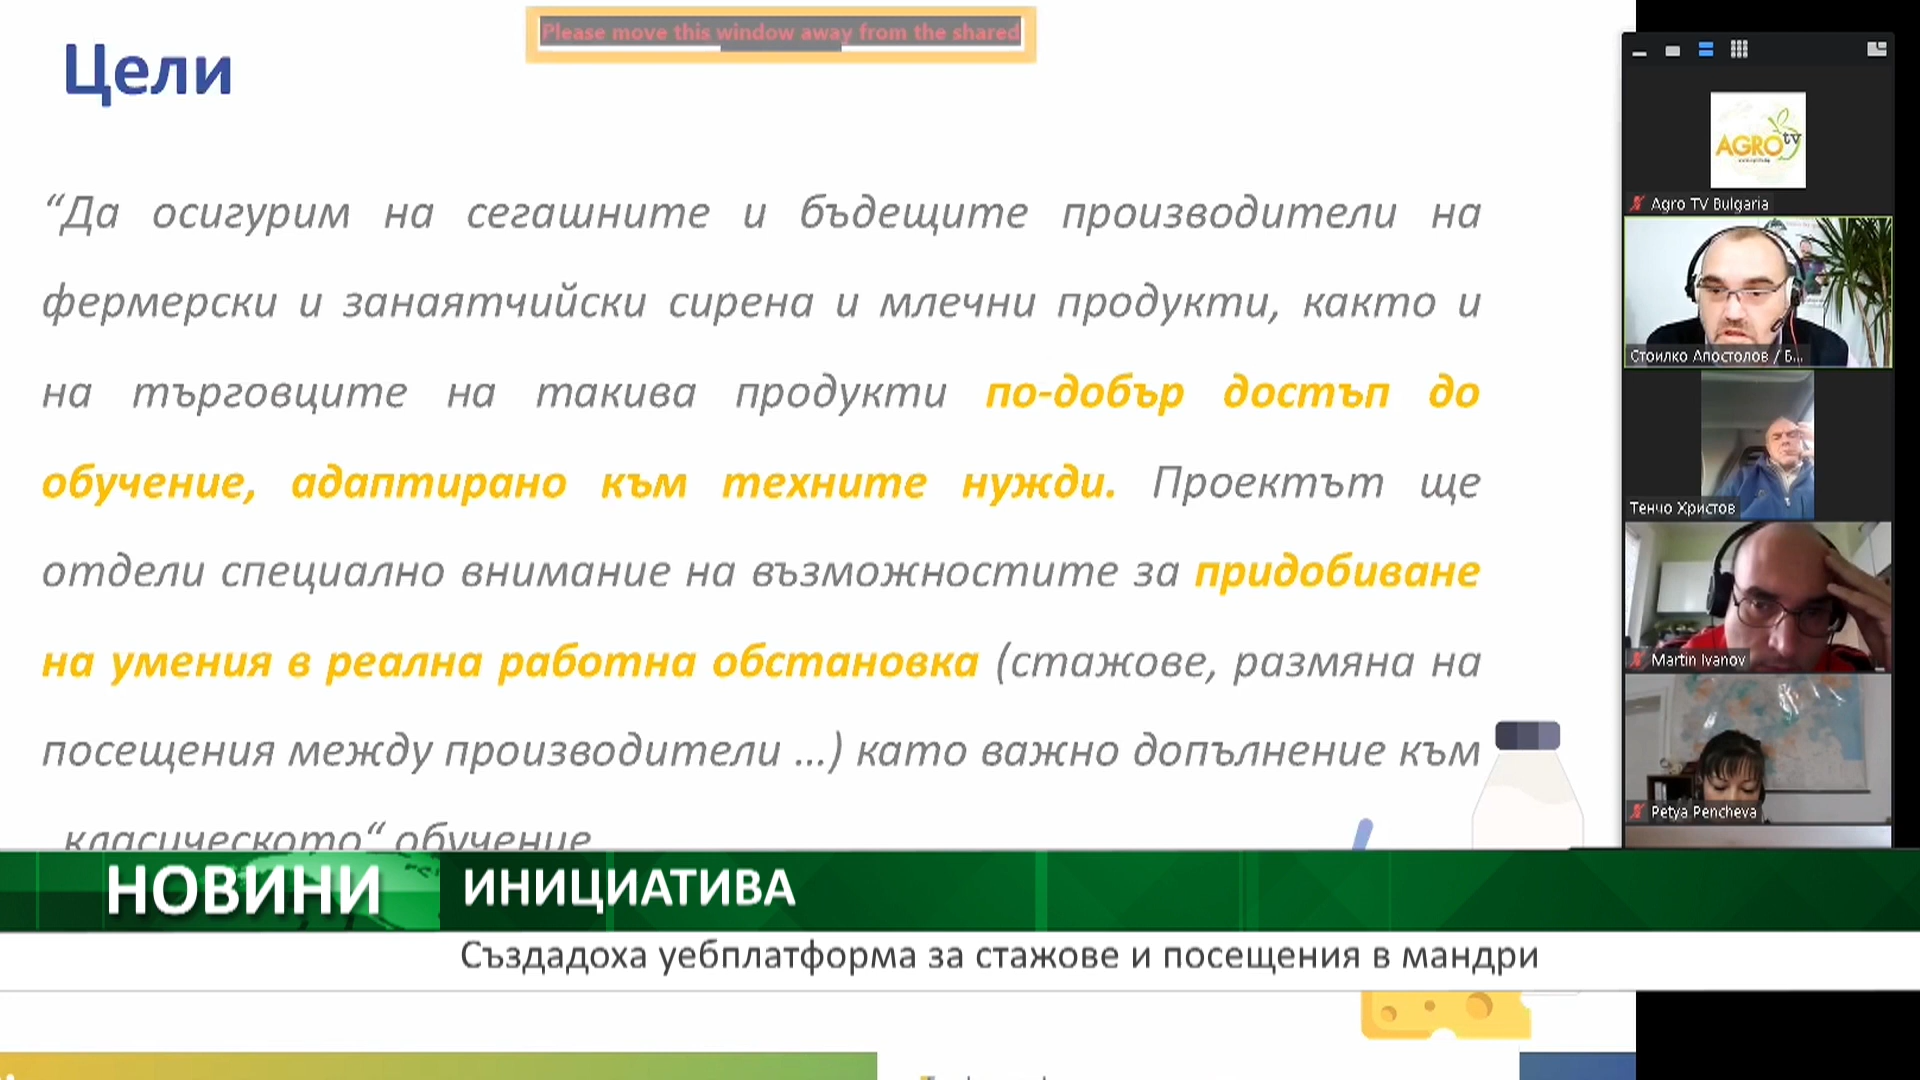 Цели
Please move this window away from the shared
“Да осигурим на сегашните и бъдещите производители на
фермерски и занаятчийски сирена и млечни продукти, както и
на търговците на такива продукти по-добър достъп до
обучение, адаптирано към техните нужди. Проектът ще
отдели специално внимание на възможностите за придобиване
на умения в реална работна обстановка (стажове, размяна на
посещения между производители ...) като важно допълнение към
класическото“ обучение
AGRO tv
Agro TV Bulgaria
Стоилко Апостолов / Б...
Тенчо Христов
Martin Ivanov
Petya Pencheva
НОВИНИ
ИНИЦИАТИВА
Създадоха уебплатформа за стажове и посещения в мандри